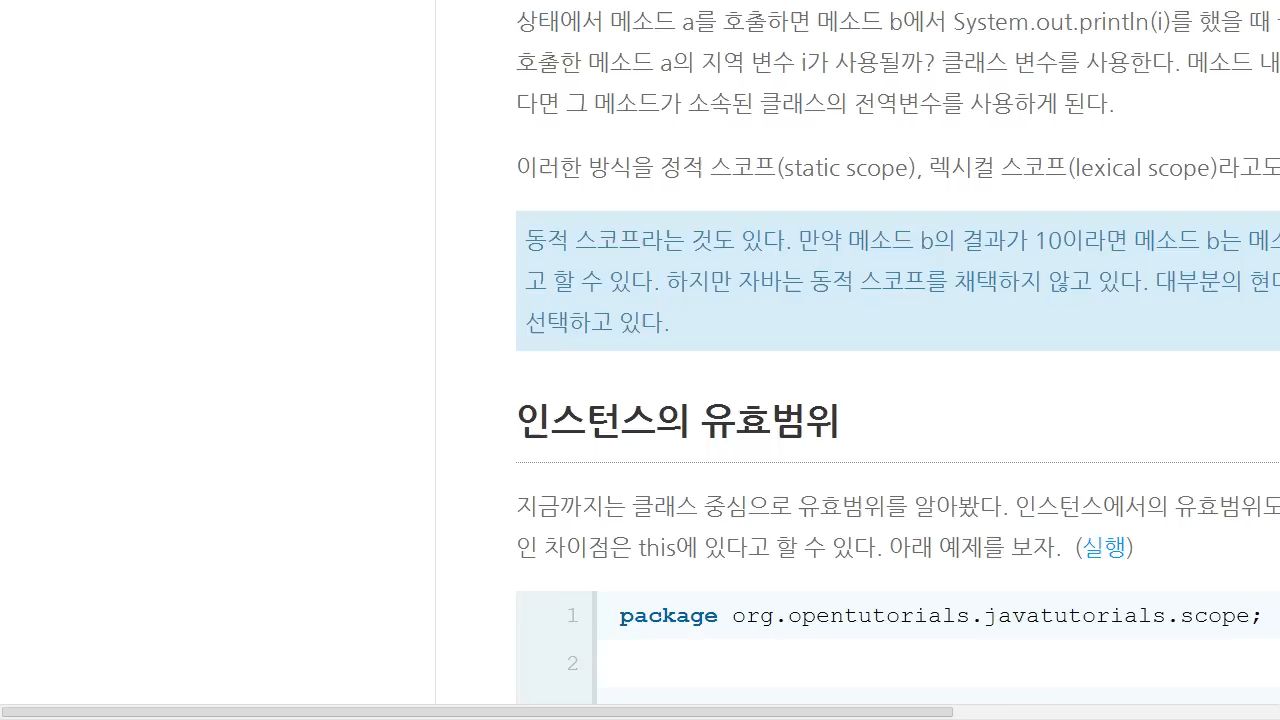 상태에서 메소드 a를 호출하면 메소드 b에서 System.out.println(i)를 했을 때
호출한 메소드 a의 지역 변수 i가 사용될까? 클래스 변수를 사용한다. 메소드 내
다면 그 메소드가 소속된 클래스의 전역변수를 사용하게 된다.
이러한 방식을 정적 스코프(static scope), 렉시컬 스코프(lexical scope)라고도
동적 스코프라는 것도 있다. 만약 메소드 b의 결과가 10이라면 메소드 b는 메소
고 할 수 있다. 하지만 자바는 동적 스코프를 채택하지 않고 있다. 대부분의 현대
선택하고 있다.
인스턴스의 유효범위
지금까지는 클래스 중심으로 유효범위를 알아봤다. 인스턴스에서의 유효범위도
인 차이점은 this에 있다고 할 수 있다. 아래 예제를 보자. (실행)
1 package org.opentutorials.javatutorials.scope;
2